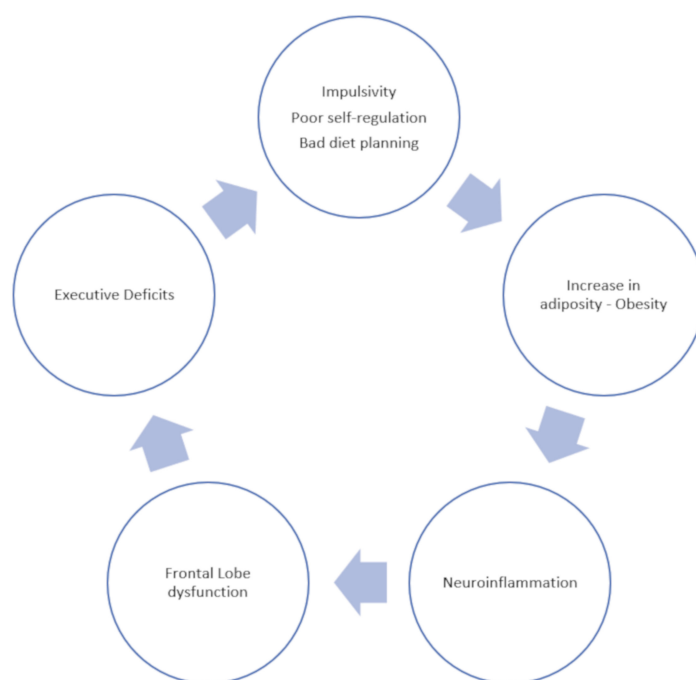 Impulsivity
Poor self-regulation
Bad diet planning
Increase in
adiposity - Obesity
Neuroinflammation
Frontal Lobe
dysfunction
Executive Deficits